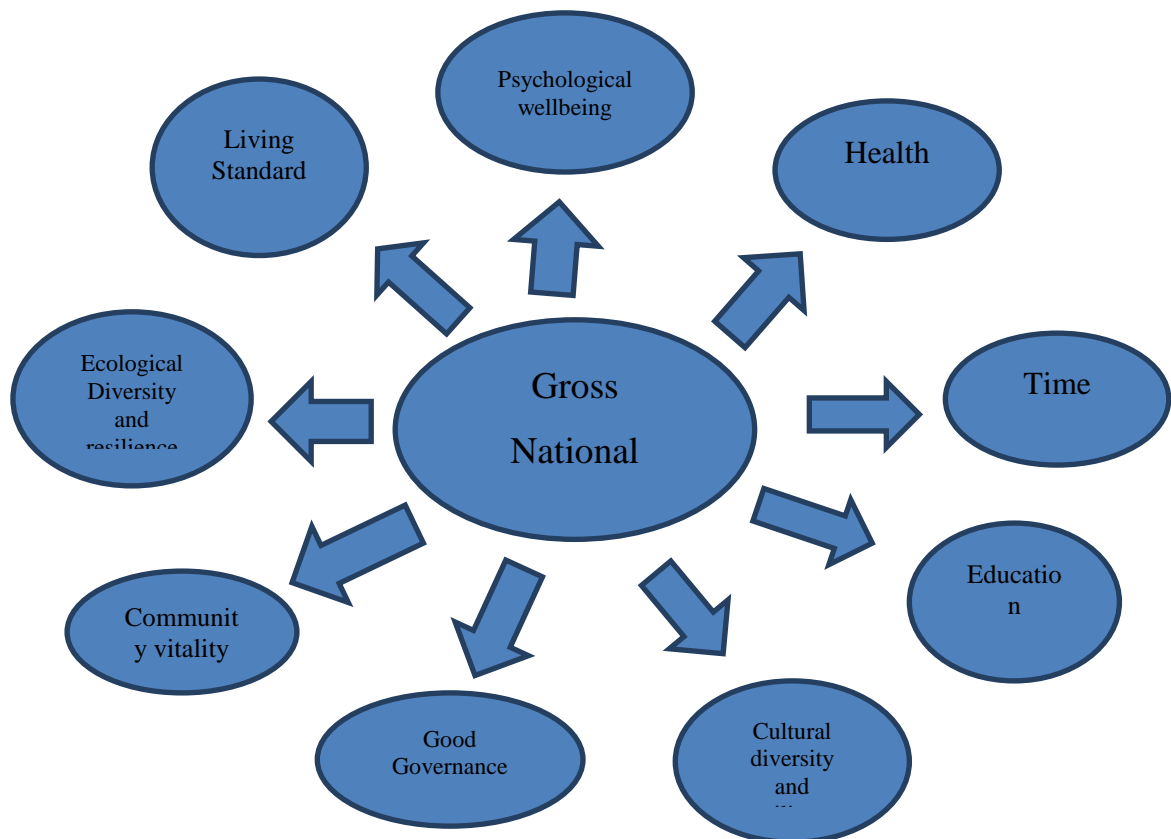 Psychological
wellbeing
Health
Time
Educatio
n
Cultural
diversity
and
Good
Governance
Communit
y vitality
Ecological
Diversity
and
resilience
Living
Standard
Gross
National